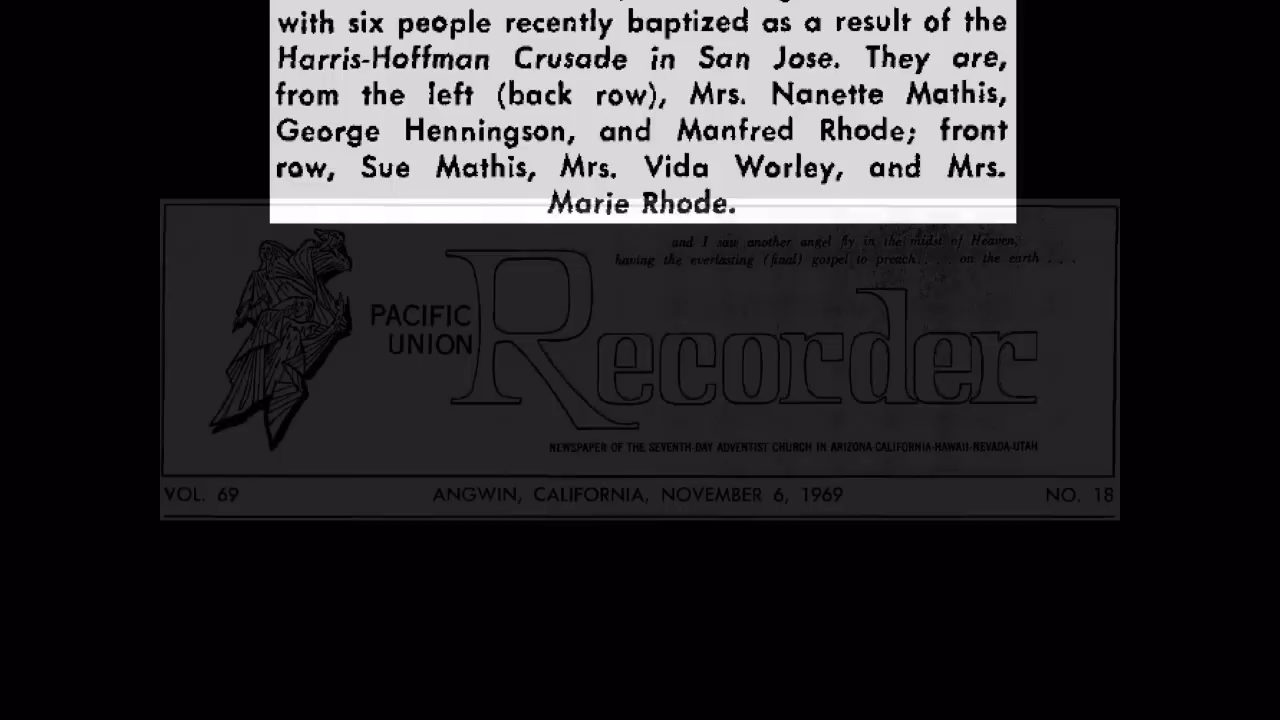 with six people recently baptized as a result of the
Harris-Hoffman Crusade in San Jose. They are,
from the left (back row), Mrs. Nanette Mathis,
George Henningson, and Manfred Rhode; front
row, Sue Mathis, Mrs. Vida Worley, and Mrs.
Marie Rhode.
and I saw another angel fly in the midst of Heaven,
having the everlasting (final) gospel to preach. . . . on the earth . . .
PACIFIC
UNION
Recorder
NEWSPAPER OF THE SEVENTH-DAY ADVENTIST CHURCH IN ARIZONA-CALIFORNIA-HAWAII-NEVADA-UTAH
VOL. 69 ANGWIN, CALIFORNIA, NOVEMBER 6, 1969 NO. 18